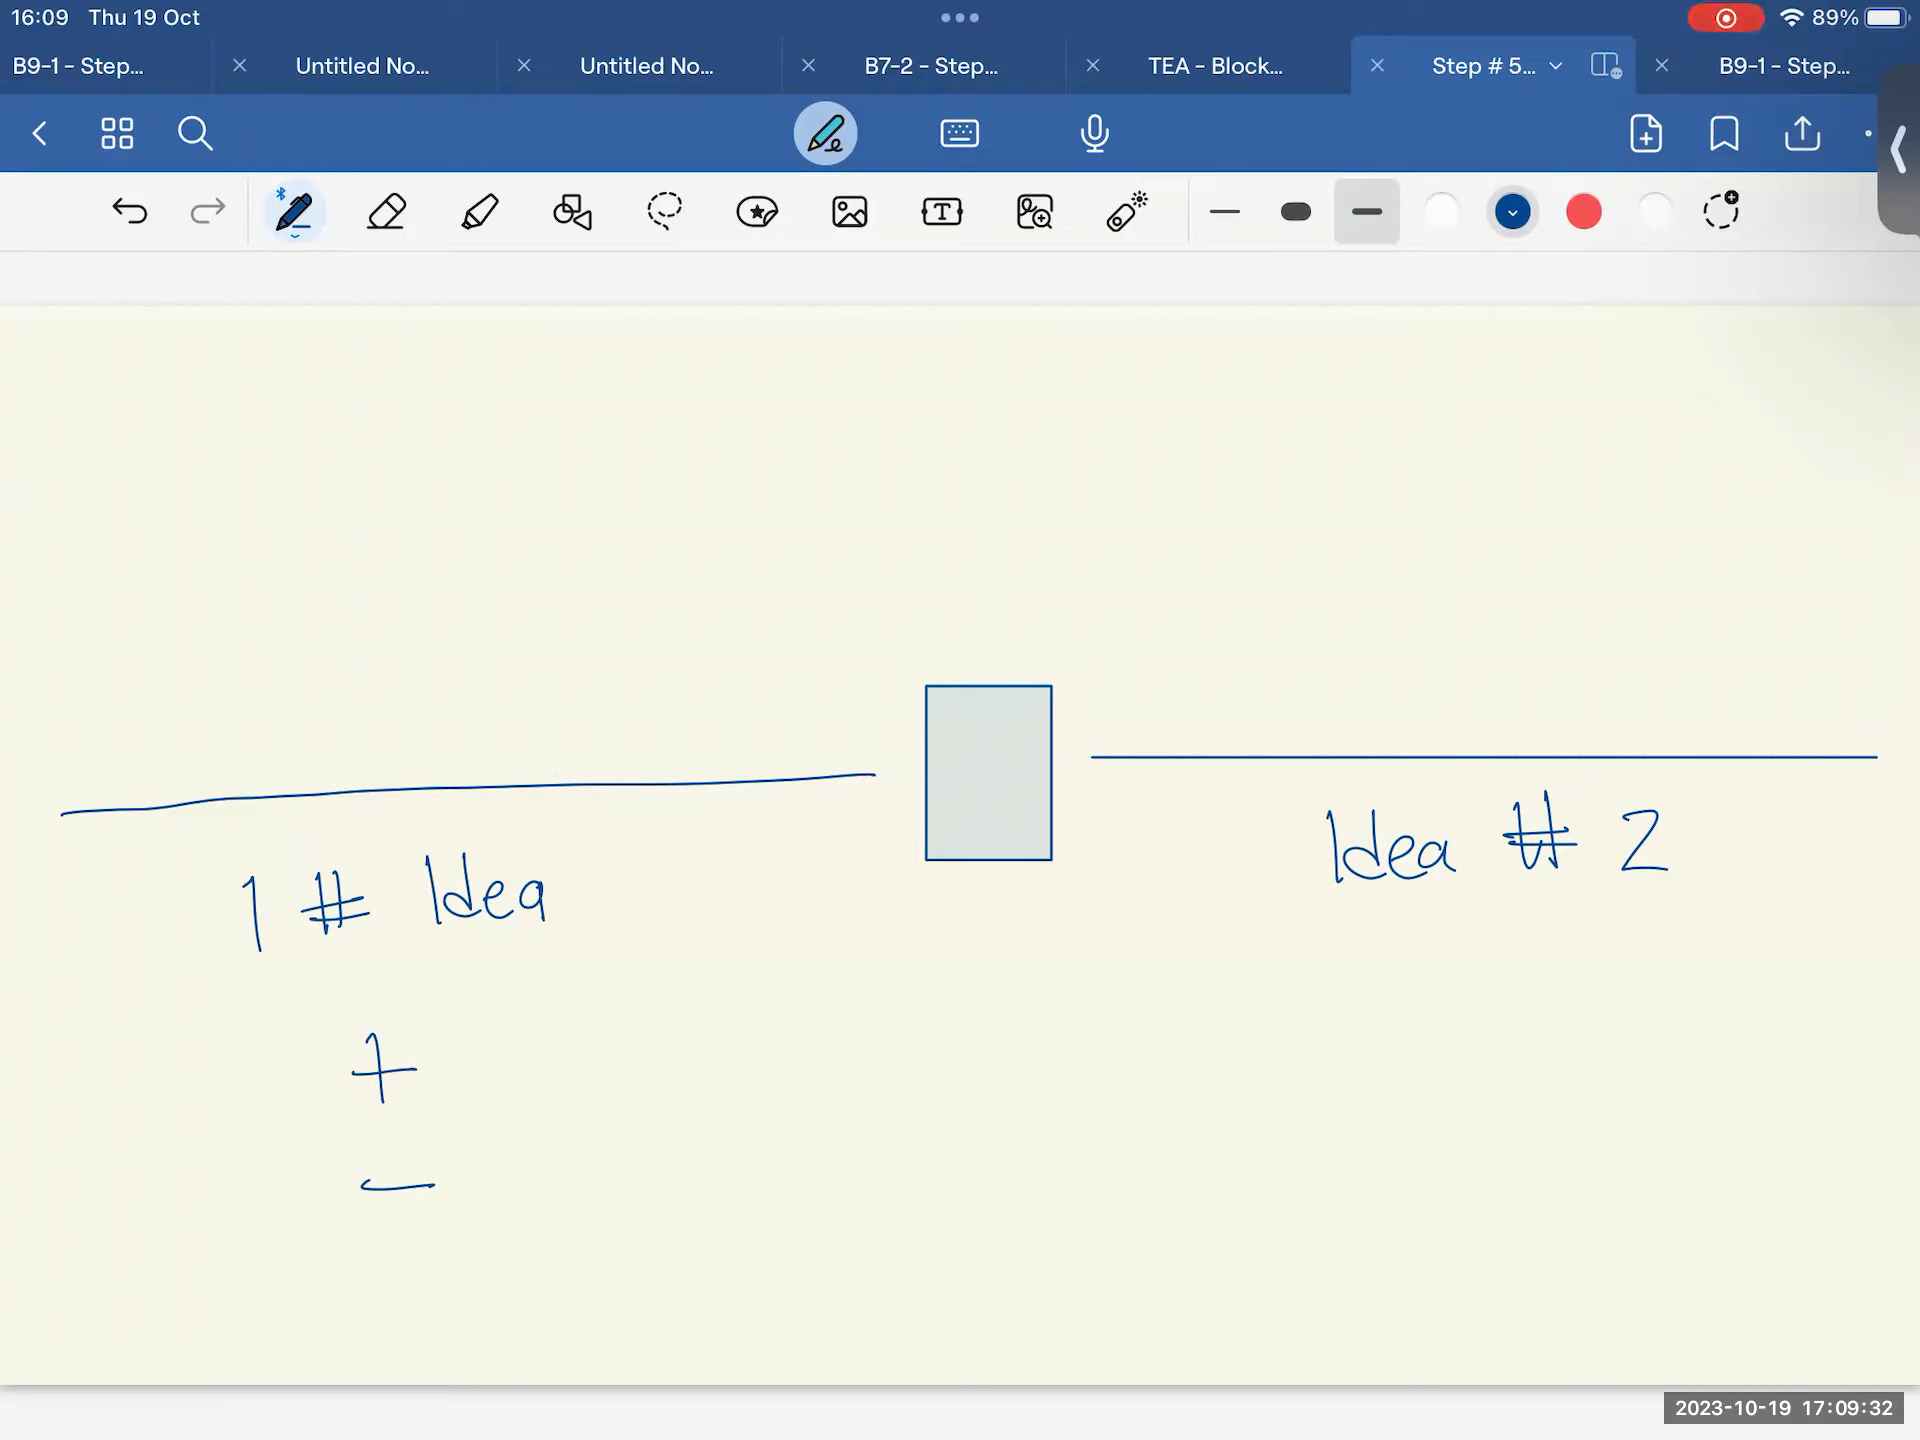 16:09 Thu 19 Oct
89%
B9-1 - Step...
Untitled No...
Untitled No...
B7-2 - Step...
TEA - Block...
Step # 5...
B9-1 - Step...
1 # Idea
Idea # 2
+
-
2023-10-19 17:09:32